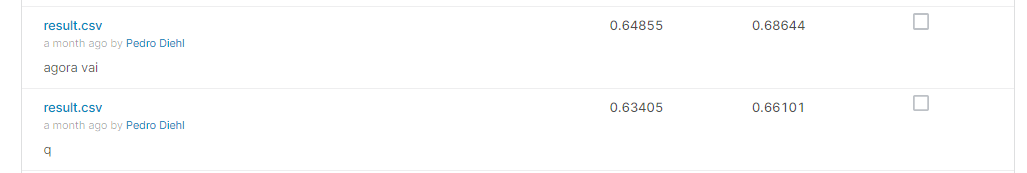 result.csv 0.64855 0.68644
a month ago by Pedro Diehl
agora vai
result.csv 0.63405 0.66101
a month ago by Pedro Diehl
q